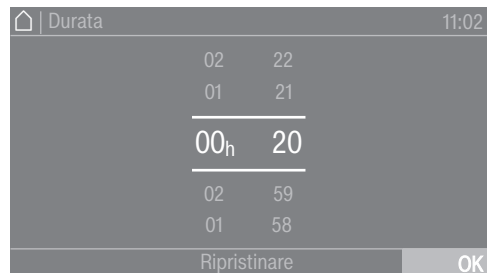 | Durata 11:02
02 22
01 21
00h 20
02 59
01 58
Ripristinare OK